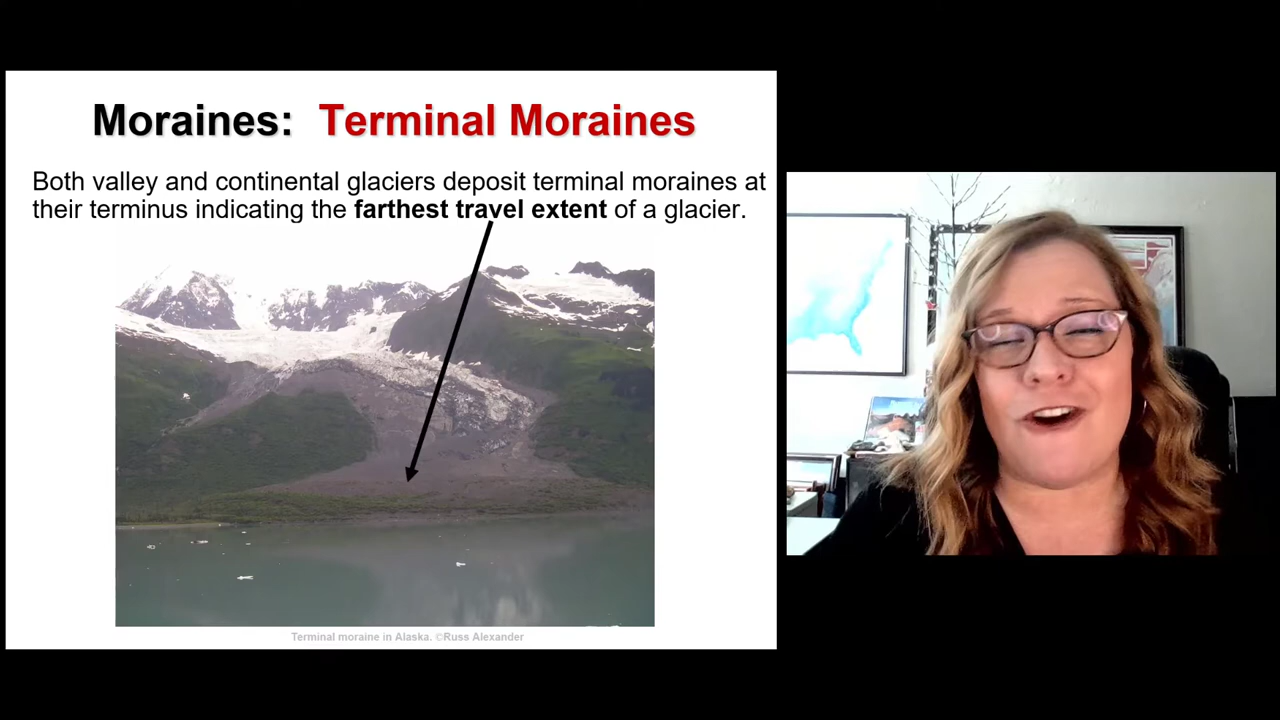 Moraines: Terminal Moraines
Both valley and continental glaciers deposit terminal moraines at
their terminus indicating the farthest travel extent of a glacier.
Terminal moraine in Alaska. ©Russ Alexander